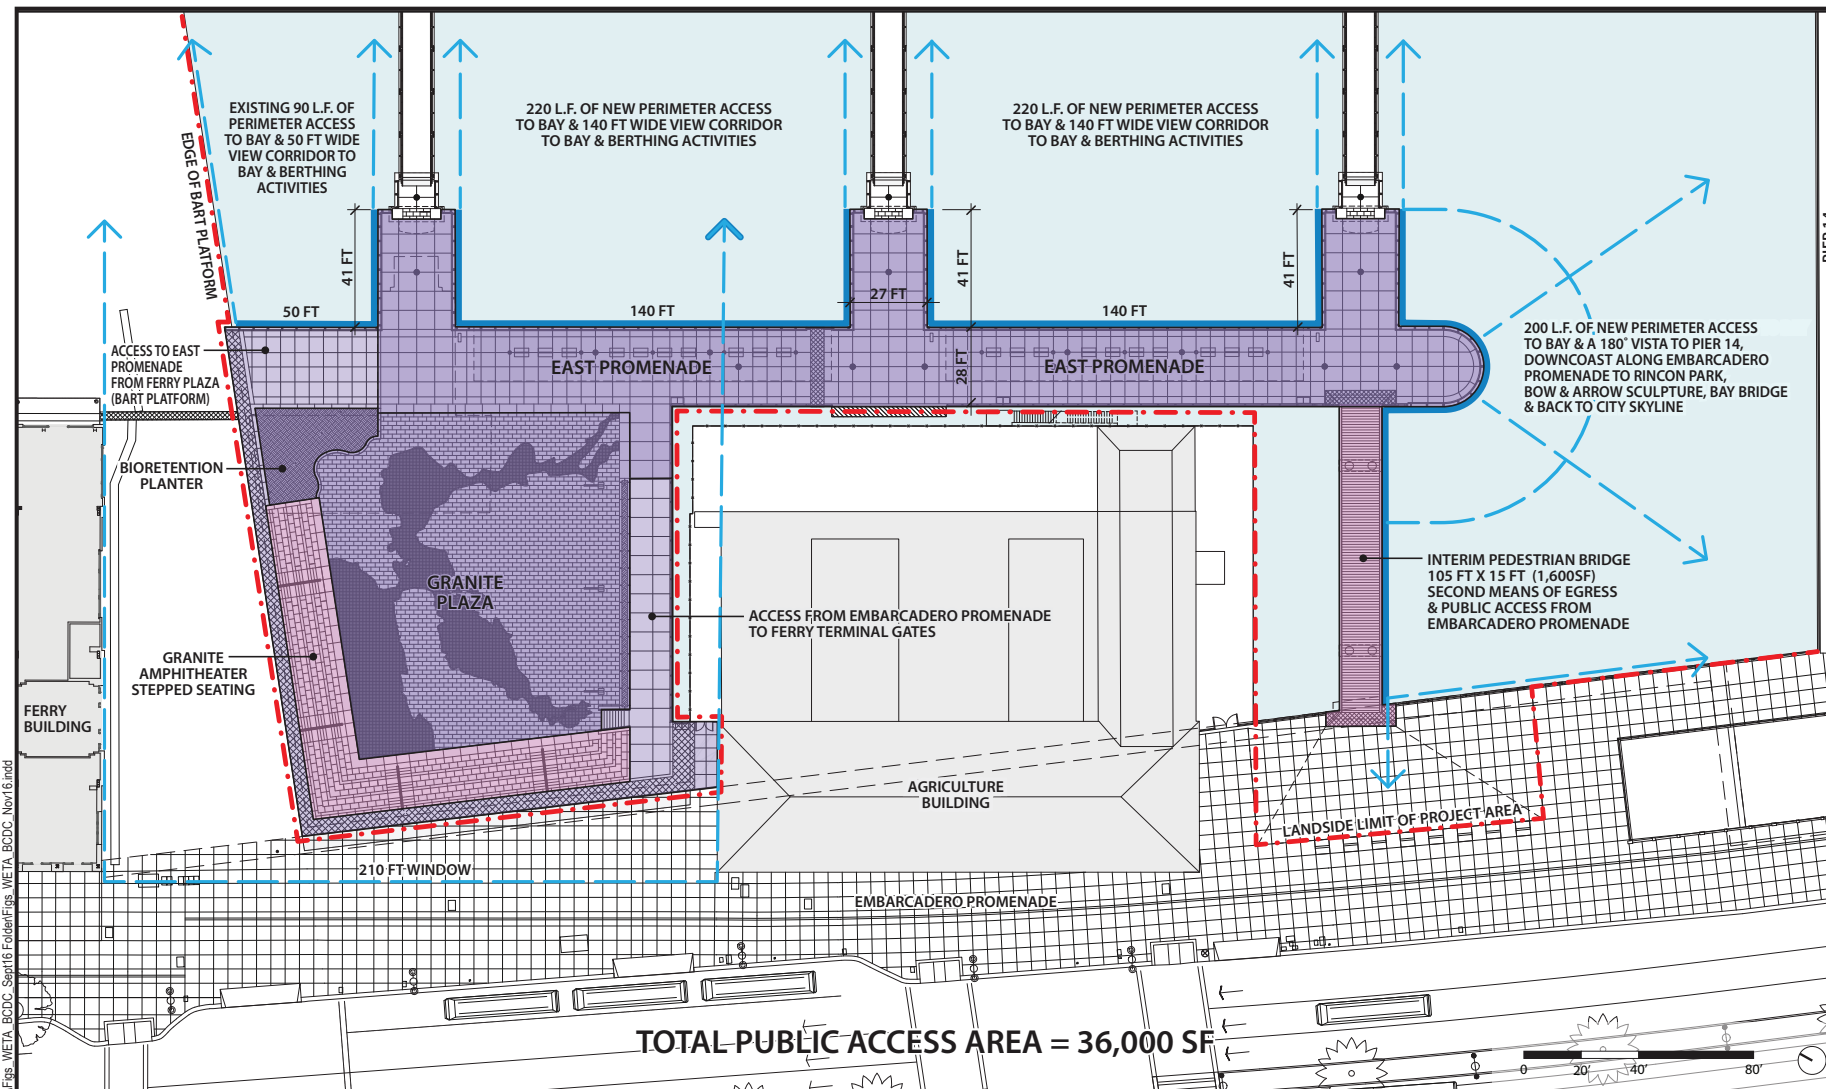 EXISTING 90 L.F. OF
PERIMETER ACCESS
TO BAY & 50 FT WIDE
VIEW CORRIDOR TO
BAY & BERTHING
ACTIVITIES
220 L.F. OF NEW PERIMETER ACCESS
TO BAY & 140 FT WIDE VIEW CORRIDOR
TO BAY & BERTHING ACTIVITIES
220 L.F. OF NEW PERIMETER ACCESS
TO BAY & 140 FT WIDE VIEW CORRIDOR
TO BAY & BERTHING ACTIVITIES
EDGE OF BART PLATFORM
PIER 14
41 FT
41 FT
41 FT
50 FT
140 FT
27 FT
140 FT
28 FT
ACCESS TO EAST
PROMENADE
FROM FERRY PLAZA
(BART PLATFORM)
EAST PROMENADE
EAST PROMENADE
200 L.F. OF NEW PERIMETER ACCESS
TO BAY & A 180˚ VISTA TO PIER 14,
DOWNCOAST ALONG EMBARCADERO
PROMENADE TO RINCON PARK,
BOW & ARROW SCULPTURE, BAY BRIDGE
& BACK TO CITY SKYLINE
BIORETENTION
PLANTER
GRANITE
PLAZA
INTERIM PEDESTRIAN BRIDGE
105 FT X 15 FT (1,600SF)
SECOND MEANS OF EGRESS
& PUBLIC ACCESS FROM
EMBARCADERO PROMENADE
ACCESS FROM EMBARCADERO PROMENADE
TO FERRY TERMINAL GATES
GRANITE
AMPHITHEATER
STEPPED SEATING
FERRY
BUILDING
AGRICULTURE
BUILDING
LANDSIDE LIMIT OF PROJECT AREA
210 FT WINDOW
EMBARCADERO PROMENADE
TOTAL PUBLIC ACCESS AREA = 36,000 SF
0 20' 40' 80'
\Figs_WETA_BCDC_Sept16 Folder\Figs_WETA_BCDC_Nov16.indd